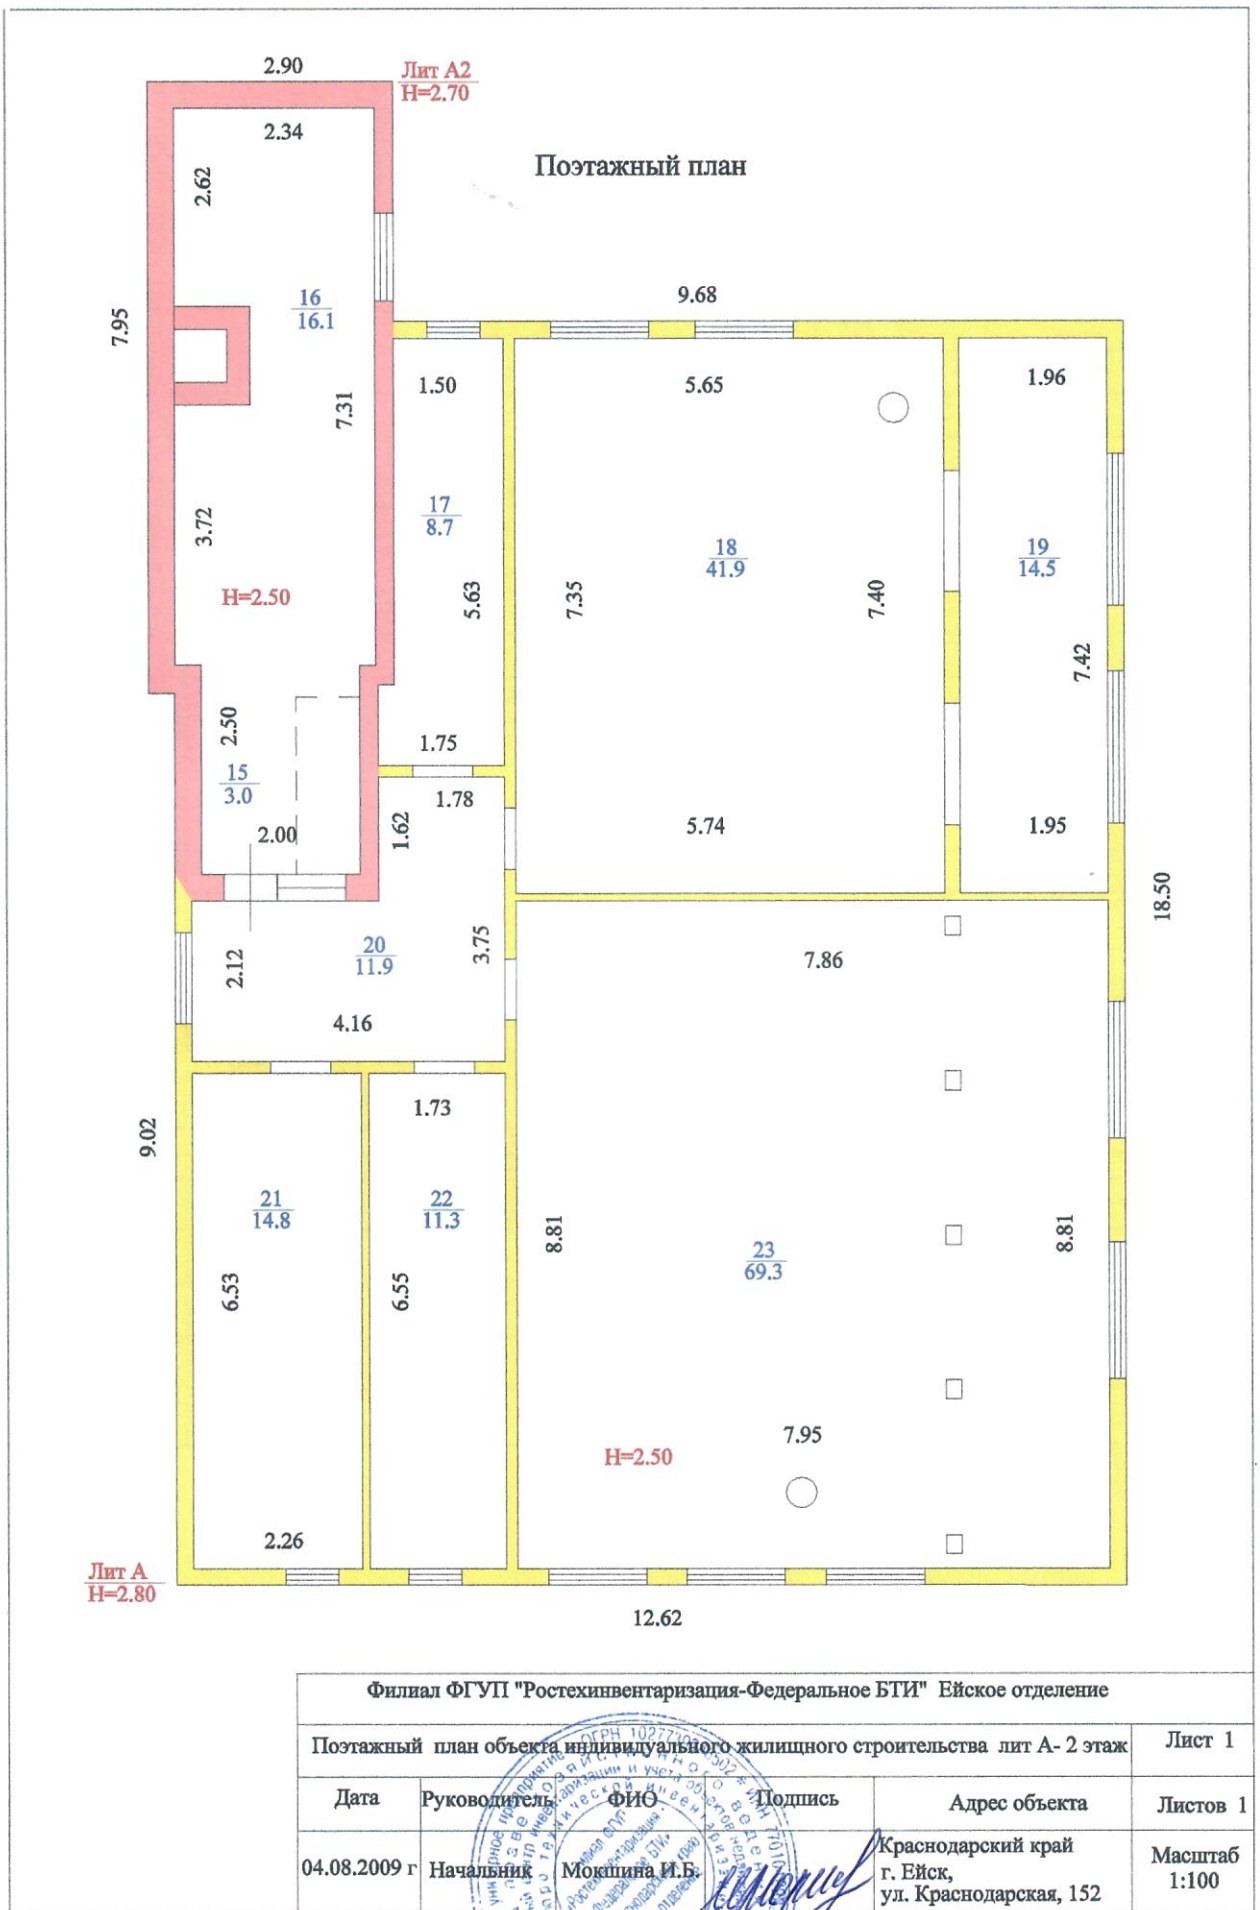 2.90
Лит А2
H=2.70
2.34
Поэтажный план
2.62
9.68
16
16.1
7.95
1.50
5.65
1.96
7.31
17
8.7
3.72
18
41.9
19
14.5
H=2.50
5.63
7.35
7.40
7.42
2.50
1.75
15
3.0
1.78
2.00
1.62
5.74
1.95
18.50
20
11.9
3.75
2.12
7.86
4.16
1.73
9.02
21
14.8
22
11.3
8.81
8.81
23
69.3
6.53
6.55
7.95
H=2.50
2.26
Лит А
H=2.80
12.62
Филиал ФГУП "Ростехинвентаризация-Федеральное БТИ" Ейское отделение
Поэтажный план объекта индивидуального жилищного строительства лит А- 2 этаж
Лист 1
Дата
Руководитель
ФИО
Подпись
Адрес объекта
Листов 1
04.08.2009 г
Начальник
Мокшина И.Б.
Краснодарский край
г. Ейск,
ул. Краснодарская, 152
Масштаб
1:100